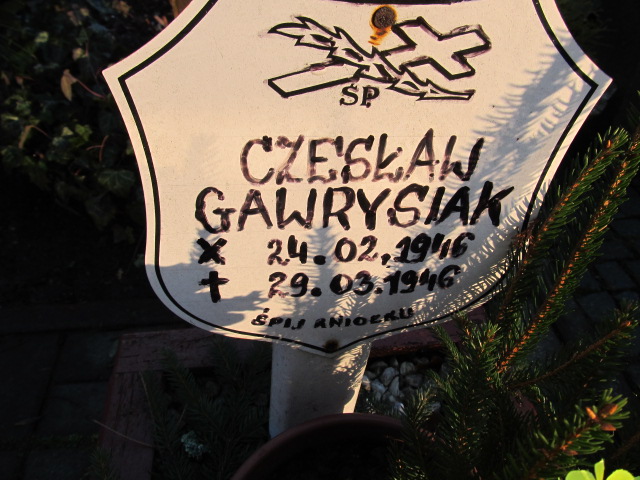 ŚP.
CZESŁAW
GAWRYSIAK
x 24.02.1946
† 29.03.1946
ŚPIJ ANIOŁKU